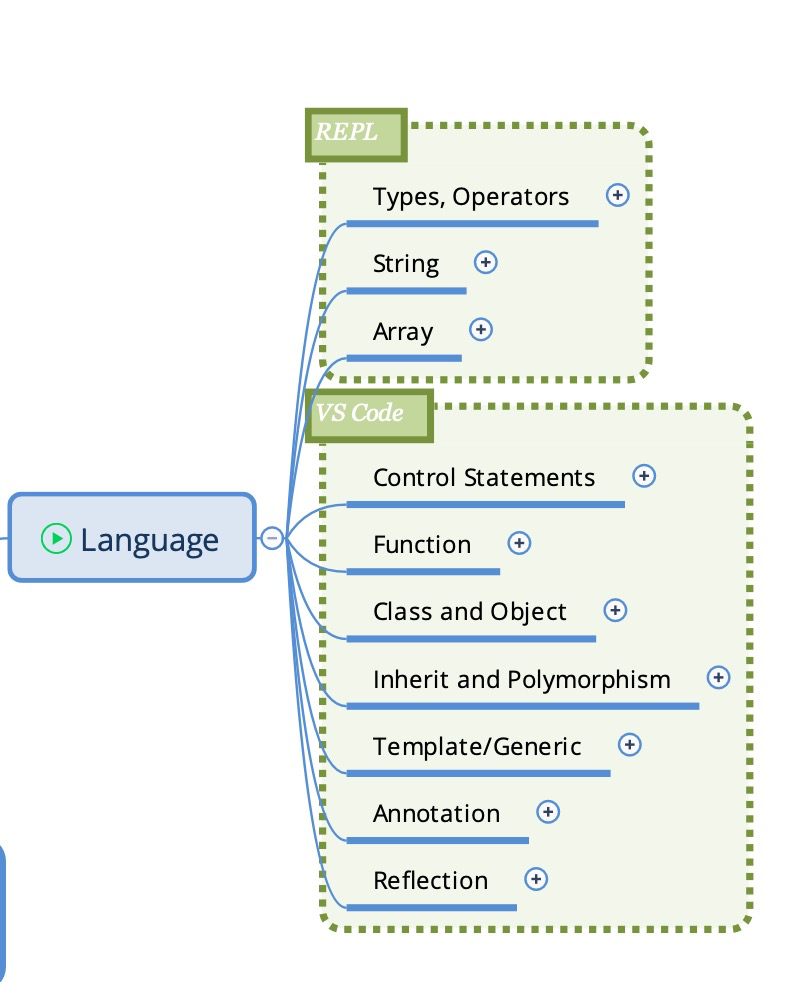 REPL
Types, Operators
String
Array
VS Code
Control Statements
Language
Function
Class and Object
Inherit and Polymorphism
Template/Generic
Annotation
Reflection